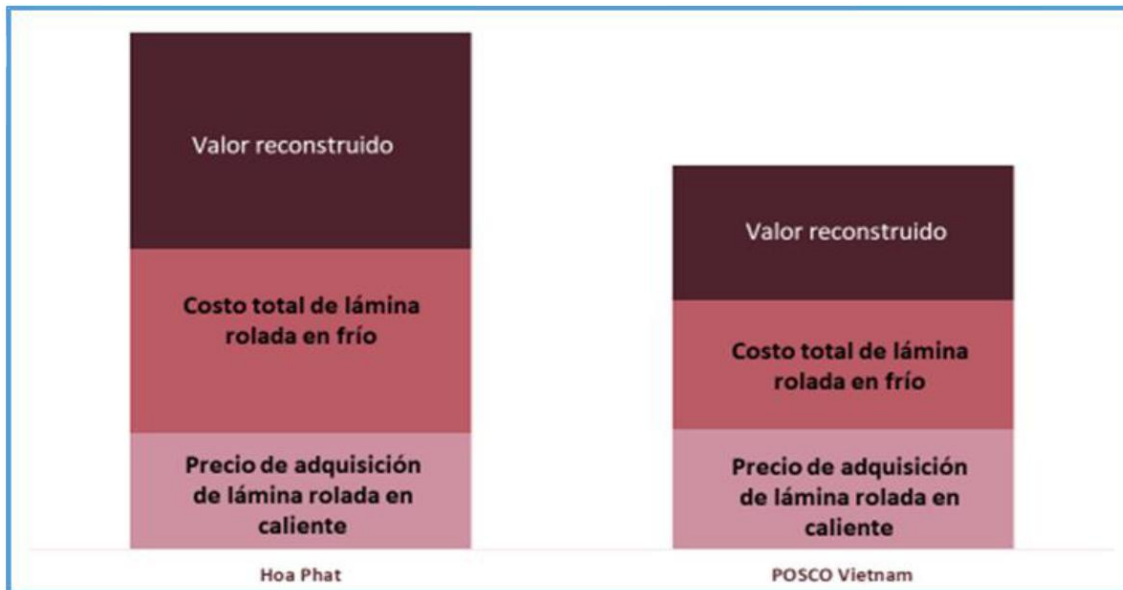 Valor reconstruido
Costo total de lámina
rolada en frío
Precio de adquisición
de lámina rolada en
caliente
Hoa Phat
Valor reconstruido
Costo total de lámina
rolada en frío
Precio de adquisición
de lámina rolada en
caliente
POSCO Vietnam